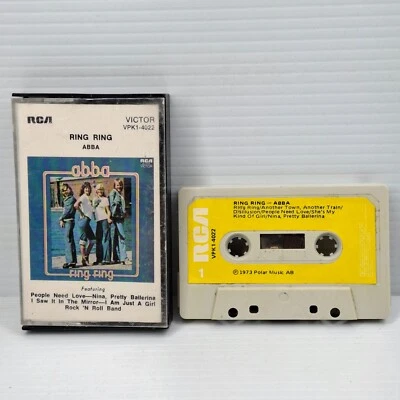 RCA VICTOR
VPK1-4022
RING RING
ABBA
abba
RCA
VICTOR
ring ring
Featuring
People Need Love—Nina, Pretty Ballerina
I Saw It In The Mirror—I Am Just A Girl
Rock 'N Roll Band
RCA
VPK1-4022
1
RING RING — ABBA
Ring Ring/Another Town, Another Train/
Disillusion/People Need Love/She's My
Kind Of Girl/Nina, Pretty Ballerina
℗ 1973 Polar Music AB